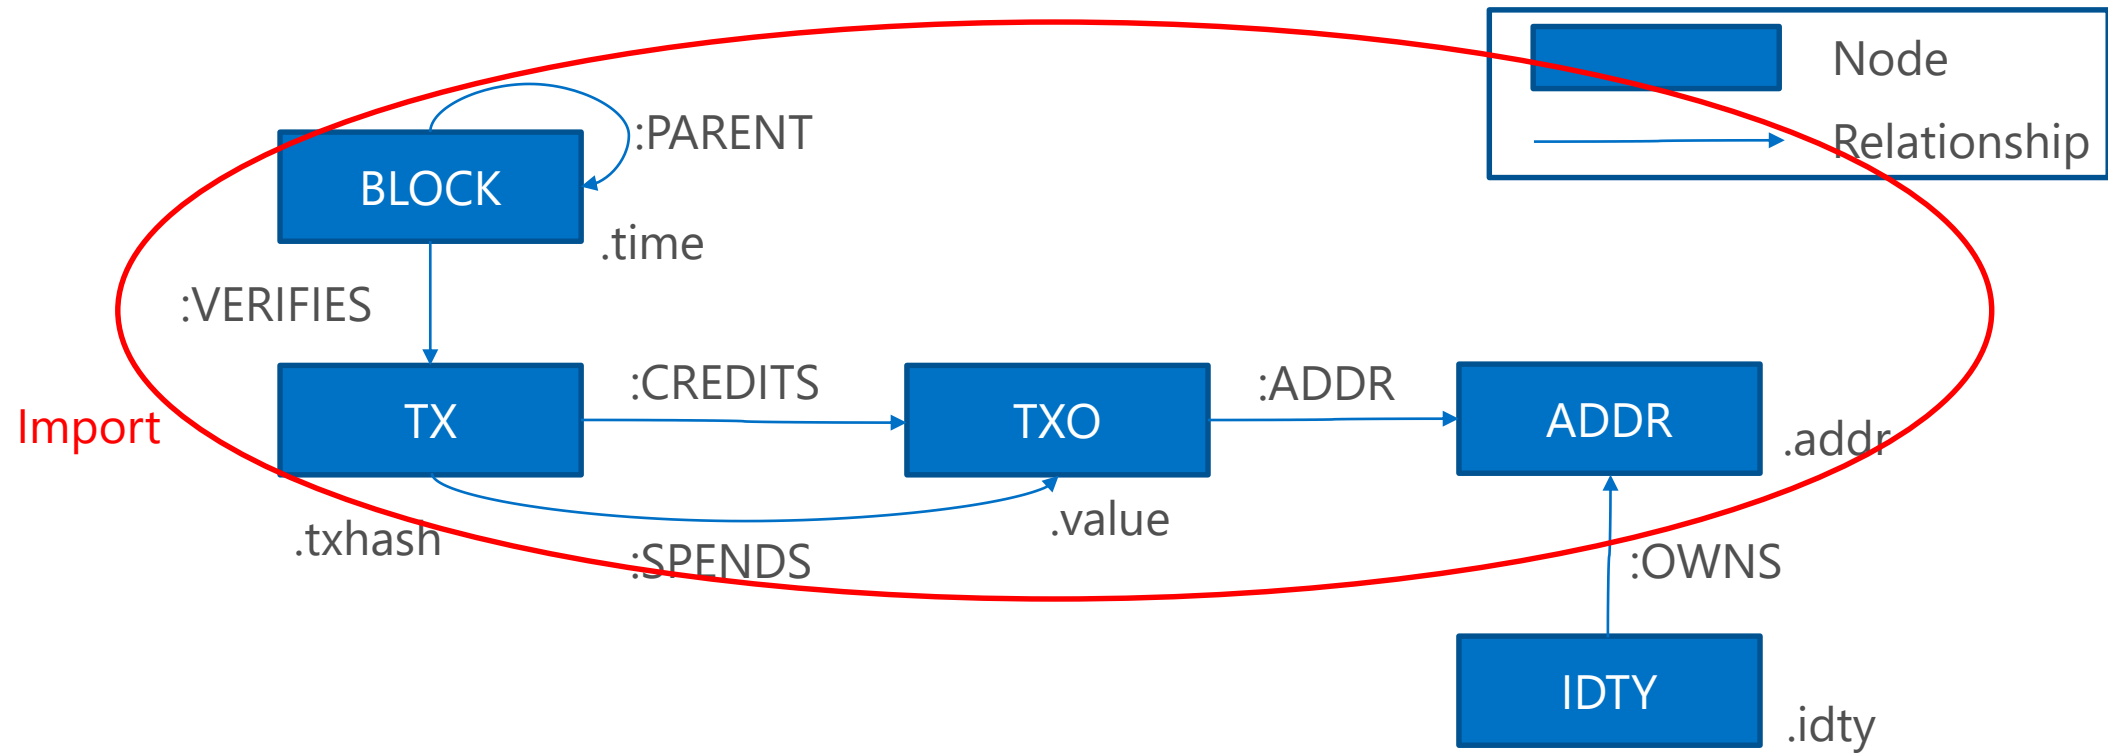 Node
:PARENT
Relationship
BLOCK
.time
:VERIFIES
:CREDITS
:ADDR
Import
TX
TXO
ADDR
.addr
.txhash
.value
:SPENDS
:OWNS
IDTY
.idty